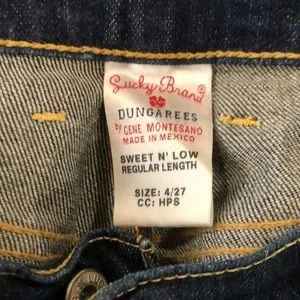 Lucky Brand
DUNGAREES
by GENE MONTESANO
MADE IN MEXICO
SWEET N' LOW
REGULAR LENGTH
SIZE: 4/27
CC: HPS